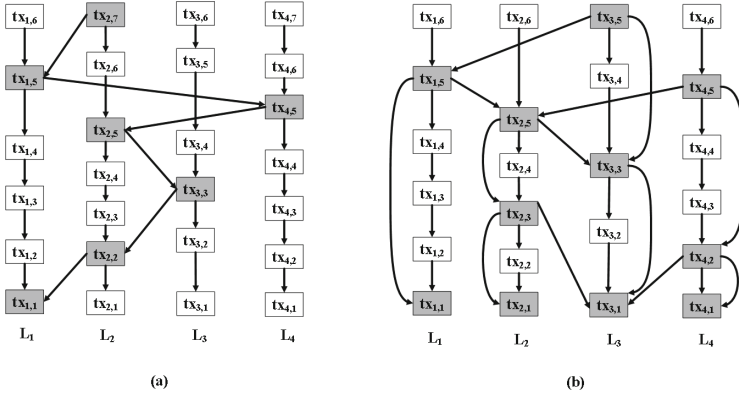 tx1,6 tx2,7 tx3,6 tx4,7
tx2,6 tx3,5 tx4,6
tx1,5 tx4,5
tx2,5
tx1,4 tx3,4 tx4,4
tx2,4
tx1,3 tx2,3 tx3,3 tx4,3
tx1,2 tx2,2 tx3,2 tx4,2
tx1,1 tx2,1 tx3,1 tx4,1
L1 L2 L3 L4
(a)
tx1,6 tx2,6 tx3,5 tx4,6
tx1,5 tx3,4 tx4,5
tx2,5
tx1,4 tx4,4
tx2,4 tx3,3
tx1,3 tx4,3
tx2,3 tx3,2
tx1,2 tx2,2 tx4,2
tx1,1 tx2,1 tx3,1 tx4,1
L1 L2 L3 L4
(b)